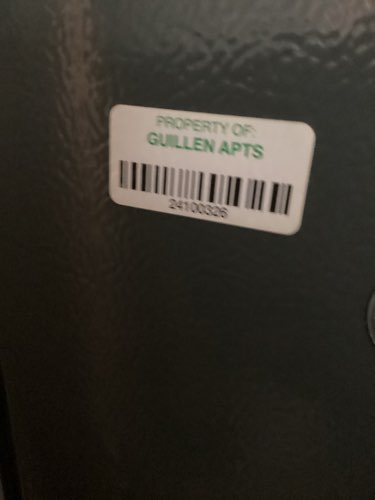 PROPERTY OF:
GUILLEN APTS
24100326